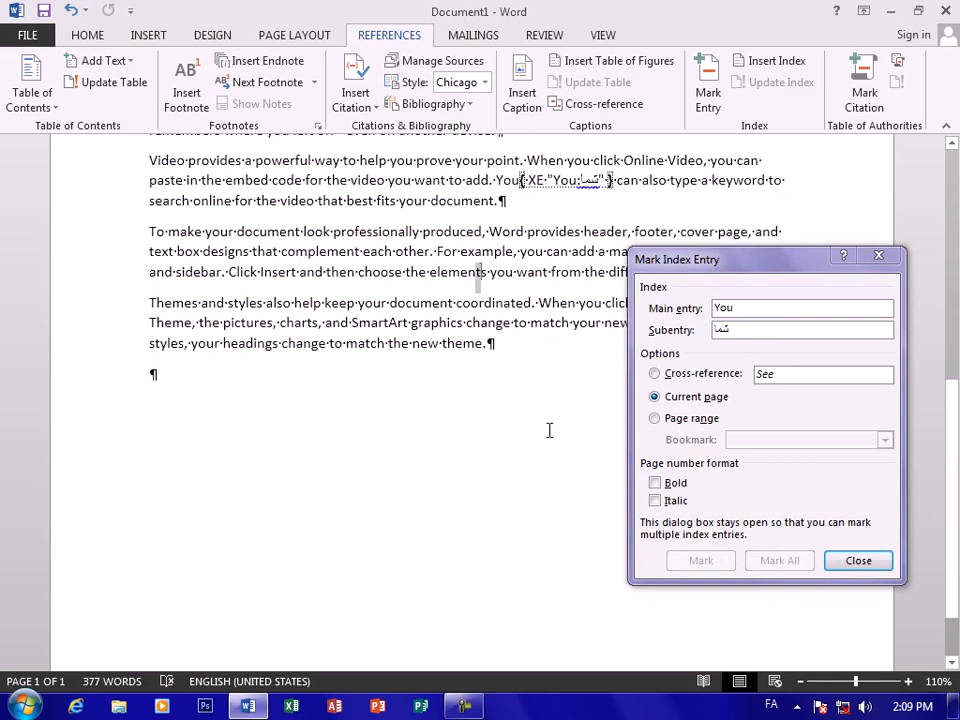 Document1 - Word
Sign in
FILE HOME INSERT DESIGN PAGE LAYOUT REFERENCES MAILINGS REVIEW VIEW
Table of Contents
Add Text
Update Table
Table of Contents
AB¹
Insert Footnote
Insert Endnote
Next Footnote
Show Notes
Footnotes
Insert Citation
Manage Sources
Style: Chicago
Bibliography
Citations & Bibliography
Insert Caption
Insert Table of Figures
Update Table
Cross-reference
Captions
Mark Entry
Insert Index
Update Index
Index
Mark Citation
Table of Authorities
Video·provides·a·powerful·way·to·help·you·prove·your·point.·When·you·click·Online·Video,·you·can·
paste·in·the·embed·code·for·the·video·you·want·to·add.·You{·XE·"You:شما"·}·can·also·type·a·keyword·to·
search·online·for·the·video·that·best·fits·your·document.¶
To·make·your·document·look·professionally·produced,·Word·provides·header,·footer,·cover·page,·and·
text·box·designs·that·complement·each·other.·For·example,·you·can·add·a·
and·sidebar.·Click·Insert·and·then·choose·the·elements·you·want·from·the·
Themes·and·styles·also·help·keep·your·document·coordinated.·When·you·
Theme,·the·pictures,·charts,·and·SmartArt·graphics·change·to·match·your·new
styles,·your·headings·change·to·match·the·new·theme.¶
¶
Mark Index Entry
Index
Main entry: You
Subentry: شما
Options
Cross-reference: See
Current page
Page range
Bookmark:
Page number format
Bold
Italic
This dialog box stays open so that you can mark
multiple index entries.
Mark Mark All Close
PAGE 1 OF 1 377 WORDS ENGLISH (UNITED STATES) 110%
FA 2:09 PM